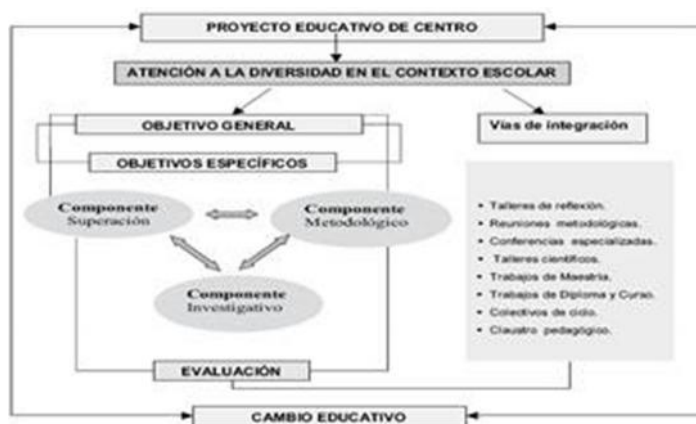 PROYECTO EDUCATIVO DE CENTRO
ATENCIÓN A LA DIVERSIDAD EN EL CONTEXTO ESCOLAR
OBJETIVO GENERAL
Vías de integración
OBJETIVOS ESPECÍFICOS
Componente
Superación
Componente
Metodológico
Componente
Investigativo
• Talleres de reflexión.
• Reuniones metodológicas.
• Conferencias especializadas.
• Talleres científicos.
• Trabajos de Maestría.
• Trabajos de Diploma y Curso.
• Colectivos de ciclo.
• Claustro pedagógico.
EVALUACIÓN
CAMBIO EDUCATIVO